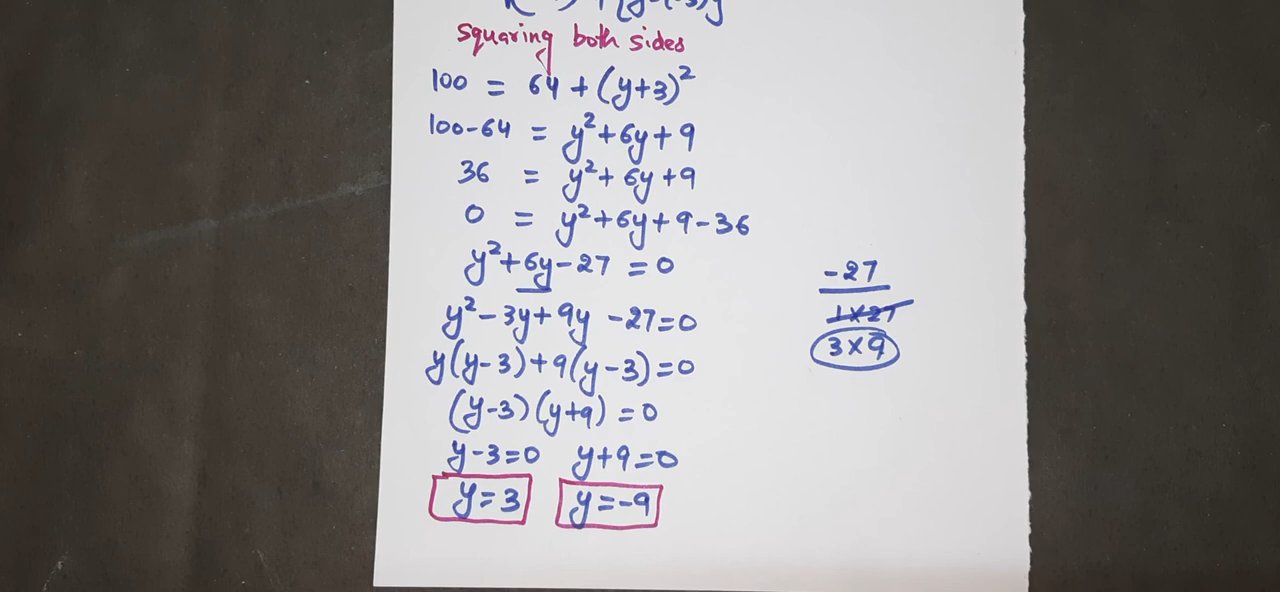 squaring both sides
100 = 64 + (y+3)²
100-64 = y²+6y+9
36 = y²+6y+9
0 = y²+6y+9-36
y²+6y-27 = 0
y²-3y+9y-27=0
y(y-3)+9(y-3)=0
(y-3)(y+9)=0
y-3=0 y+9=0
y=3 y=-9
-27
1×27
3×9